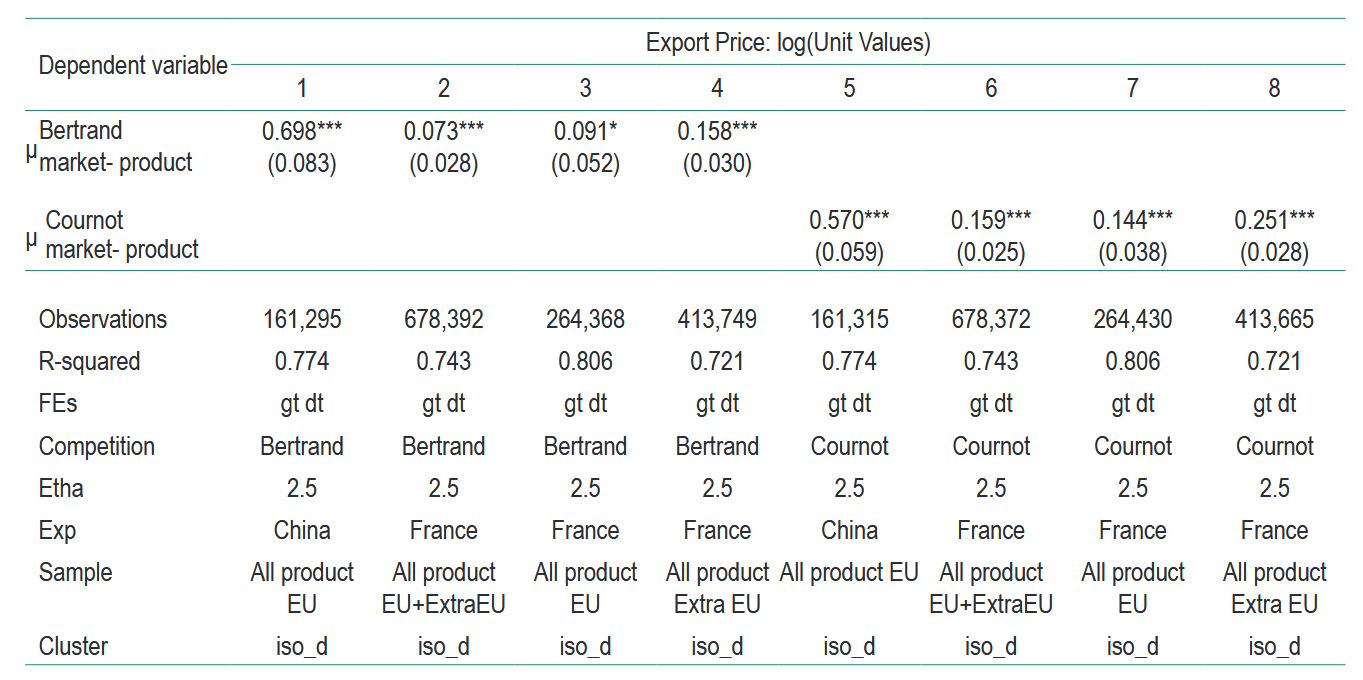 Export Price: log(Unit Values)
Dependent variable
1 2 3 4 5 6 7 8
Bertrand 0.698*** 0.073*** 0.091* 0.158***
μ market- product (0.083) (0.028) (0.052) (0.030)
Cournot 0.570*** 0.159*** 0.144*** 0.251***
μ market- product (0.059) (0.025) (0.038) (0.028)
Observations 161,295 678,392 264,368 413,749 161,315 678,372 264,430 413,665
R-squared 0.774 0.743 0.806 0.721 0.774 0.743 0.806 0.721
FEs gt dt gt dt gt dt gt dt gt dt gt dt gt dt gt dt
Competition Bertrand Bertrand Bertrand Bertrand Cournot Cournot Cournot Cournot
Etha 2.5 2.5 2.5 2.5 2.5 2.5 2.5 2.5
Exp China France France France China France France France
Sample All product All product All product All product All product EU All product All product All product
EU EU+ExtraEU EU Extra EU EU+ExtraEU EU Extra EU
Cluster iso_d iso_d iso_d iso_d iso_d iso_d iso_d iso_d